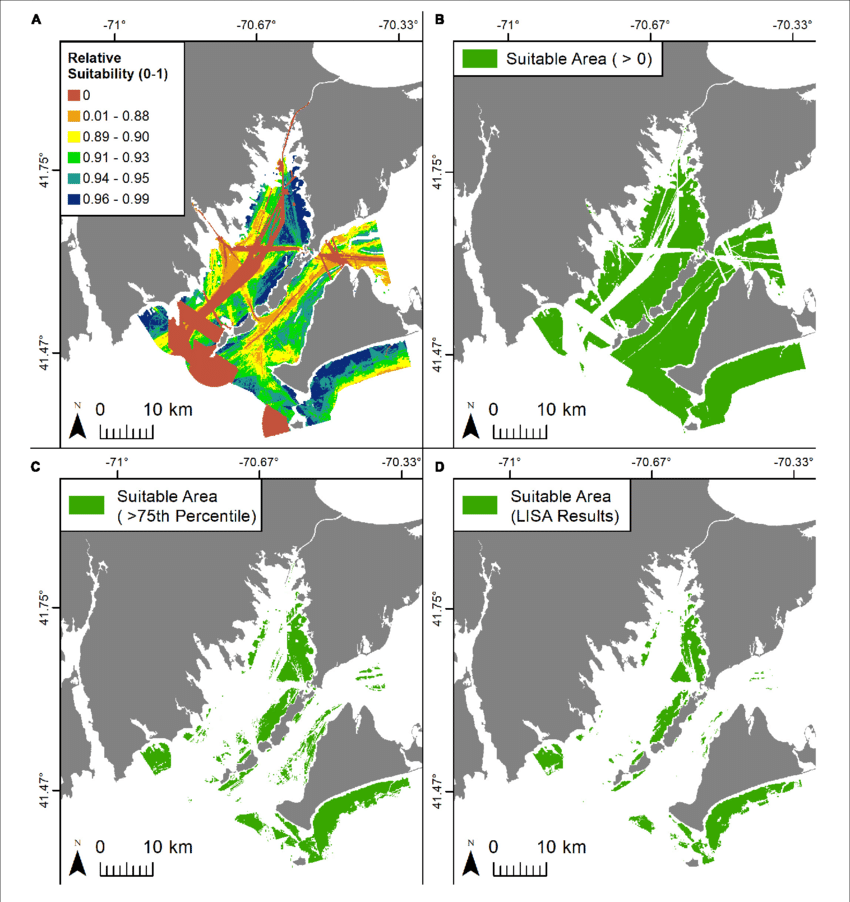 A
-71°
-70.67°
-70.33°
Relative
Suitability (0-1)
0
0.01 - 0.88
0.89 - 0.90
0.91 - 0.93
0.94 - 0.95
0.96 - 0.99
41.75°
41.47°
N
0 10 km
B
-71°
-70.67°
-70.33°
Suitable Area ( > 0)
41.75°
41.47°
N
0 10 km
C
-71°
-70.67°
-70.33°
Suitable Area
( >75th Percentile)
41.75°
41.47°
N
0 10 km
D
-71°
-70.67°
-70.33°
Suitable Area
(LISA Results)
41.75°
41.47°
N
0 10 km